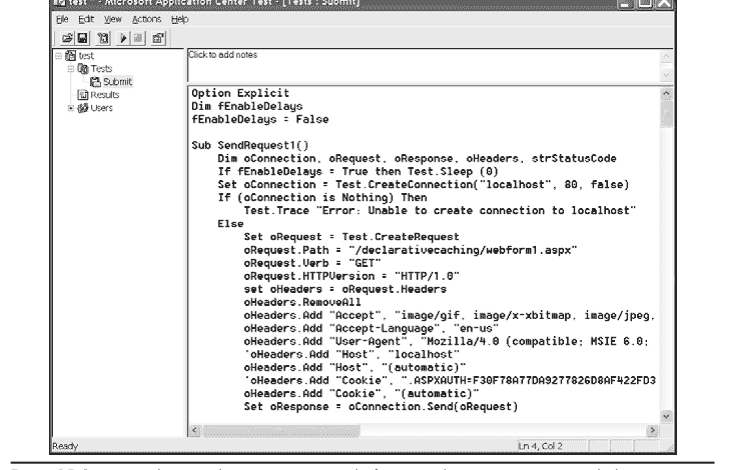 test * - Microsoft Application Center Test - [Tests : Submit]
File Edit View Actions Help
test
Tests
Submit
Results
Users
Click to add notes
Option Explicit
Dim fEnableDelays
fEnableDelays = False
Sub SendRequest1()
Dim oConnection, oRequest, oResponse, oHeaders, strStatusCode
If fEnableDelays = True then Test.Sleep (0)
Set oConnection = Test.CreateConnection("localhost", 80, false)
If (oConnection is Nothing) Then
Test.Trace "Error: Unable to create connection to localhost"
Else
Set oRequest = Test.CreateRequest
oRequest.Path = "/declarativecaching/webform1.aspx"
oRequest.Verb = "GET"
oRequest.HTTPVersion = "HTTP/1.0"
set oHeaders = oRequest.Headers
oHeaders.RemoveAll
oHeaders.Add "Accept", "image/gif, image/x-xbitmap, image/jpeg,
oHeaders.Add "Accept-Language", "en-us"
oHeaders.Add "User-Agent", "Mozilla/4.0 (compatible; MSIE 6.0;
'oHeaders.Add "Host", "localhost"
oHeaders.Add "Host", "(automatic)"
'oHeaders.Add "Cookie", ".ASPXAUTH=F30F78A77DA9277826D8AF422FD3
oHeaders.Add "Cookie", "(automatic)"
Set oResponse = oConnection.Send(oRequest)
Ready
Ln 4, Col 2